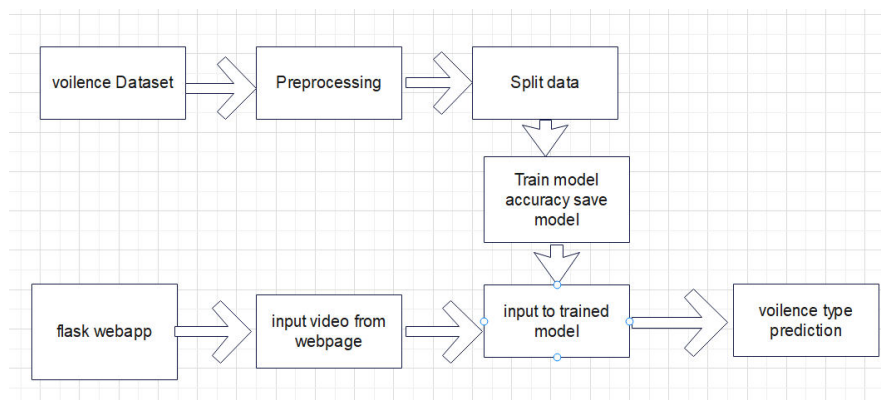 voilence Dataset
Preprocessing
Split data
Train model
accuracy save
model
flask webapp
input video from
webpage
input to trained
model
voilence type
prediction